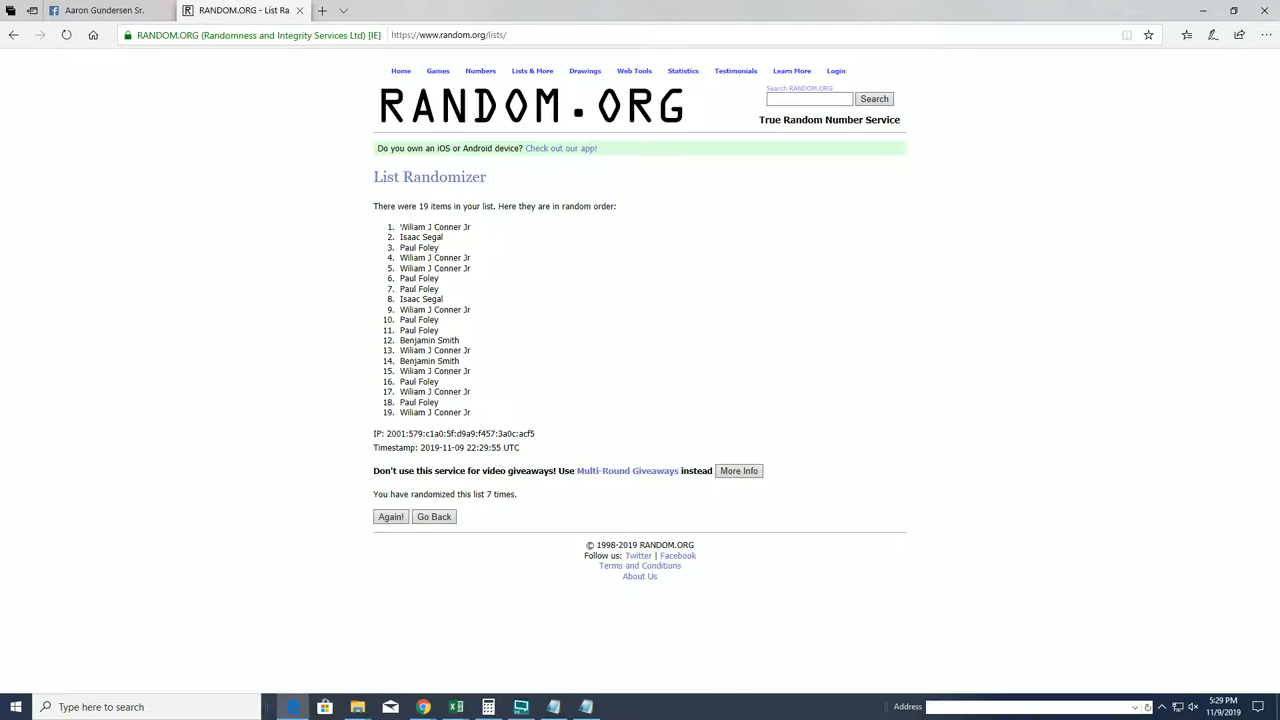 Aaron Gundersen Sr.
RANDOM.ORG - List Ra
RANDOM.ORG (Randomness and Integrity Services Ltd) [IE]
https://www.random.org/lists/
Home Games Numbers Lists & More Drawings Web Tools Statistics Testimonials Learn More Login
RANDOM.ORG
Search RANDOM.ORG
Search
True Random Number Service
Do you own an iOS or Android device? Check out our app!
List Randomizer
There were 19 items in your list. Here they are in random order:
1. Wiliam J Conner Jr
2. Isaac Segal
3. Paul Foley
4. Wiliam J Conner Jr
5. Wiliam J Conner Jr
6. Paul Foley
7. Paul Foley
8. Isaac Segal
9. Wiliam J Conner Jr
10. Paul Foley
11. Paul Foley
12. Benjamin Smith
13. Wiliam J Conner Jr
14. Benjamin Smith
15. Wiliam J Conner Jr
16. Paul Foley
17. Wiliam J Conner Jr
18. Paul Foley
19. Wiliam J Conner Jr
IP: 2001:579:c1a0:5f:d9a9:f457:3a0c:acf5
Timestamp: 2019-11-09 22:29:55 UTC
Don't use this service for video giveaways! Use Multi-Round Giveaways instead More Info
You have randomized this list 7 times.
Again! Go Back
© 1998-2019 RANDOM.ORG
Follow us: Twitter | Facebook
Terms and Conditions
About Us
Type here to search
Address
5:29 PM
11/9/2019